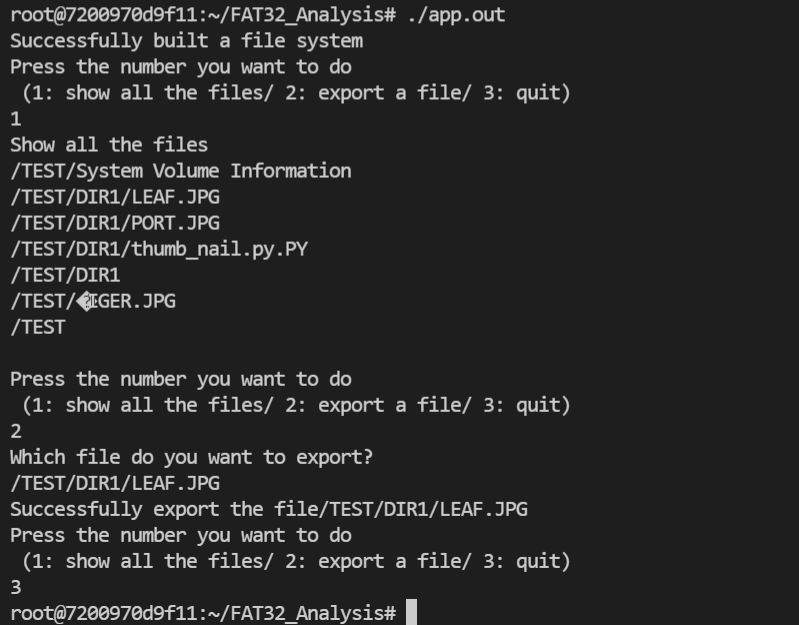 root@7200970d9f11:~/FAT32_Analysis# ./app.out
Successfully built a file system
Press the number you want to do
 (1: show all the files/ 2: export a file/ 3: quit)
1
Show all the files
/TEST/System Volume Information
/TEST/DIR1/LEAF.JPG
/TEST/DIR1/PORT.JPG
/TEST/DIR1/thumb_nail.py.PY
/TEST/DIR1
/TEST/�IGER.JPG
/TEST

Press the number you want to do
 (1: show all the files/ 2: export a file/ 3: quit)
2
Which file do you want to export?
/TEST/DIR1/LEAF.JPG
Successfully export the file/TEST/DIR1/LEAF.JPG
Press the number you want to do
 (1: show all the files/ 2: export a file/ 3: quit)
3
root@7200970d9f11:~/FAT32_Analysis#